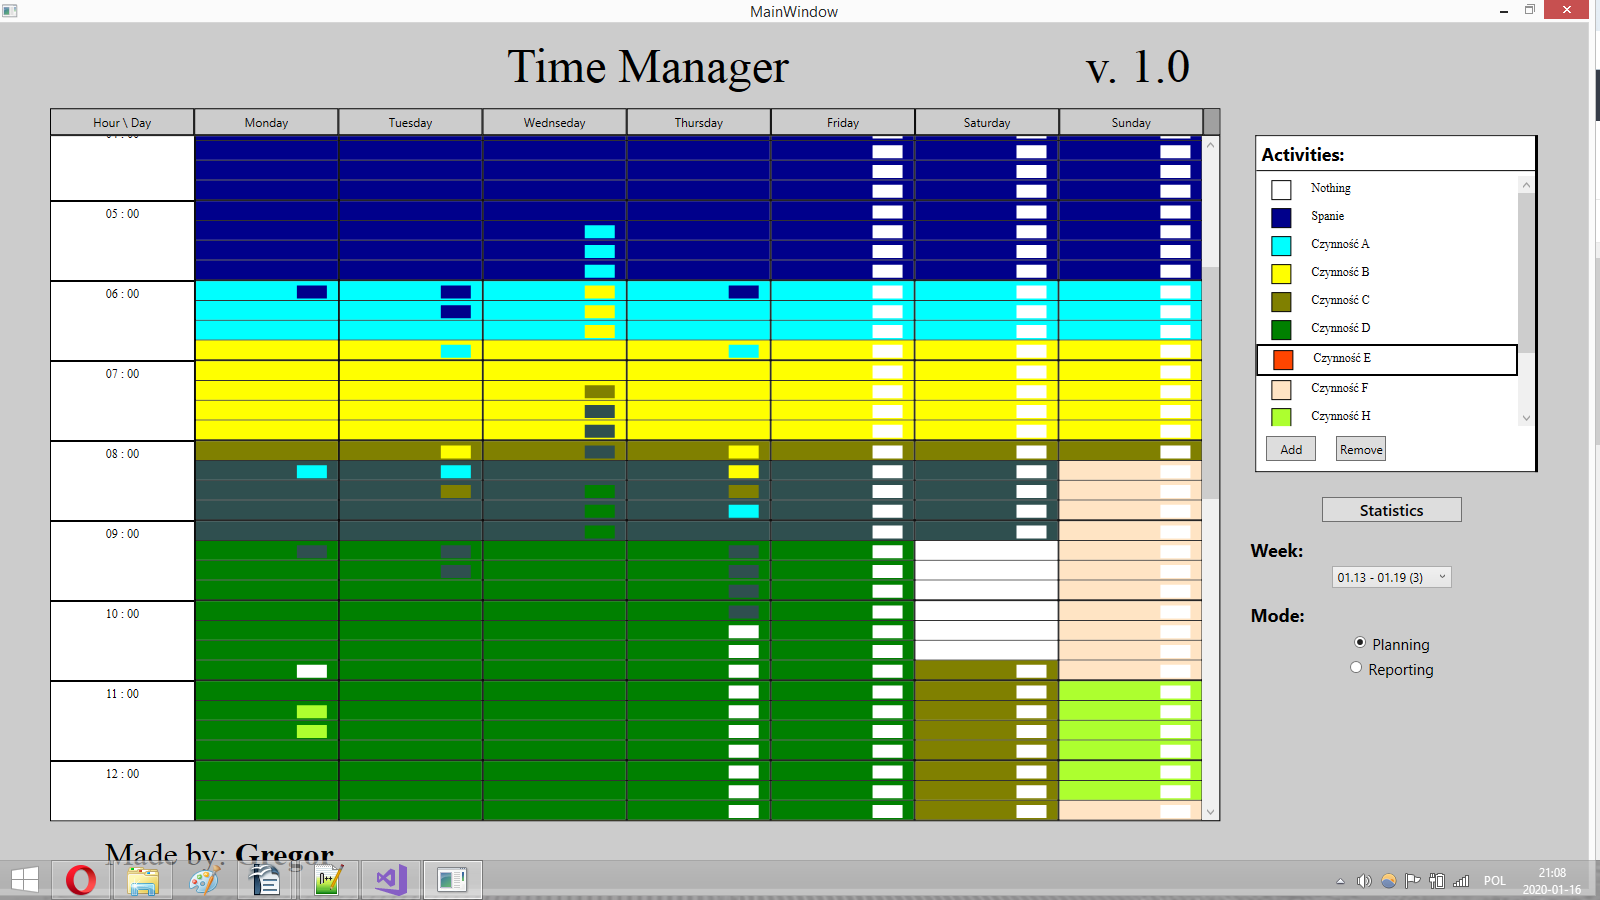 MainWindow
Time Manager v. 1.0
Hour \ Day Monday Tuesday Wednseday Thursday Friday Saturday Sunday
05 : 00
06 : 00
07 : 00
08 : 00
09 : 00
10 : 00
11 : 00
12 : 00
Activities:
Nothing
Spanie
Czynność A
Czynność B
Czynność C
Czynność D
Czynność E
Czynność F
Czynność H
Add Remove
Statistics
Week:
01.13 - 01.19 (3)
Mode:
Planning
Reporting
Made by: Gregor
POL
21:08
2020-01-16